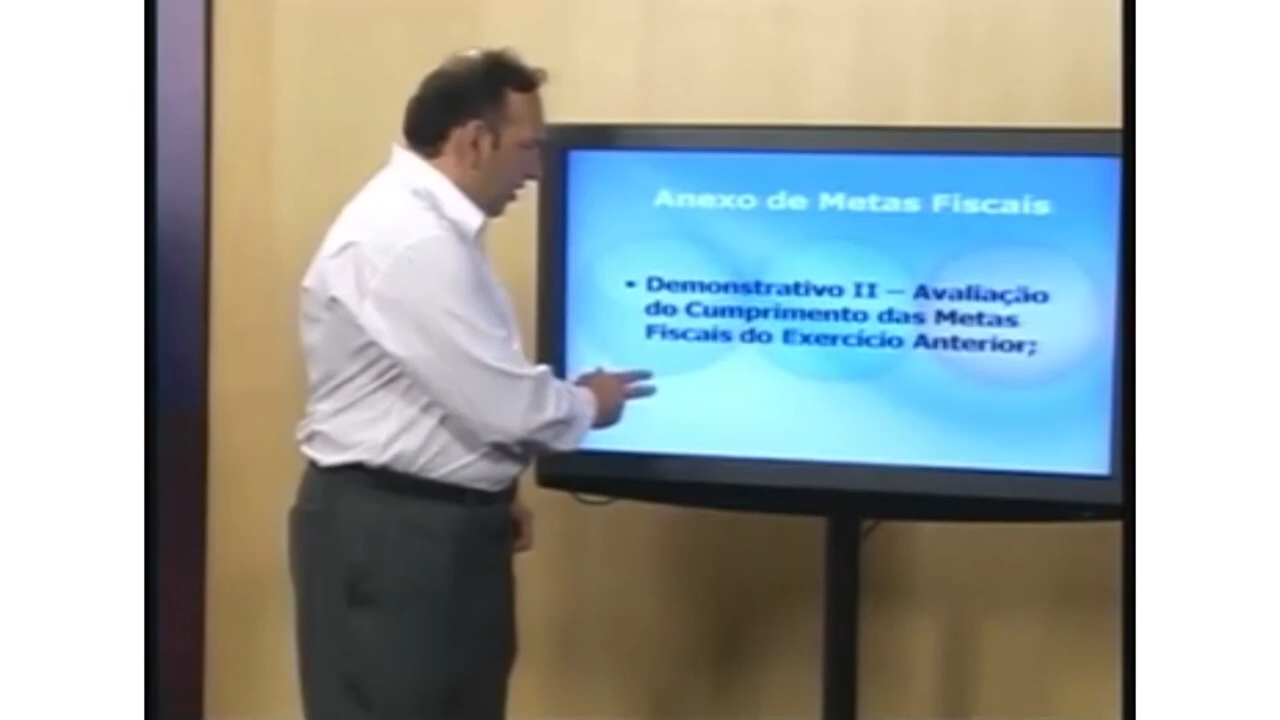 Anexo de Metas Fiscais
• Demonstrativo II – Avaliação
do Cumprimento das Metas
Fiscais do Exercício Anterior;